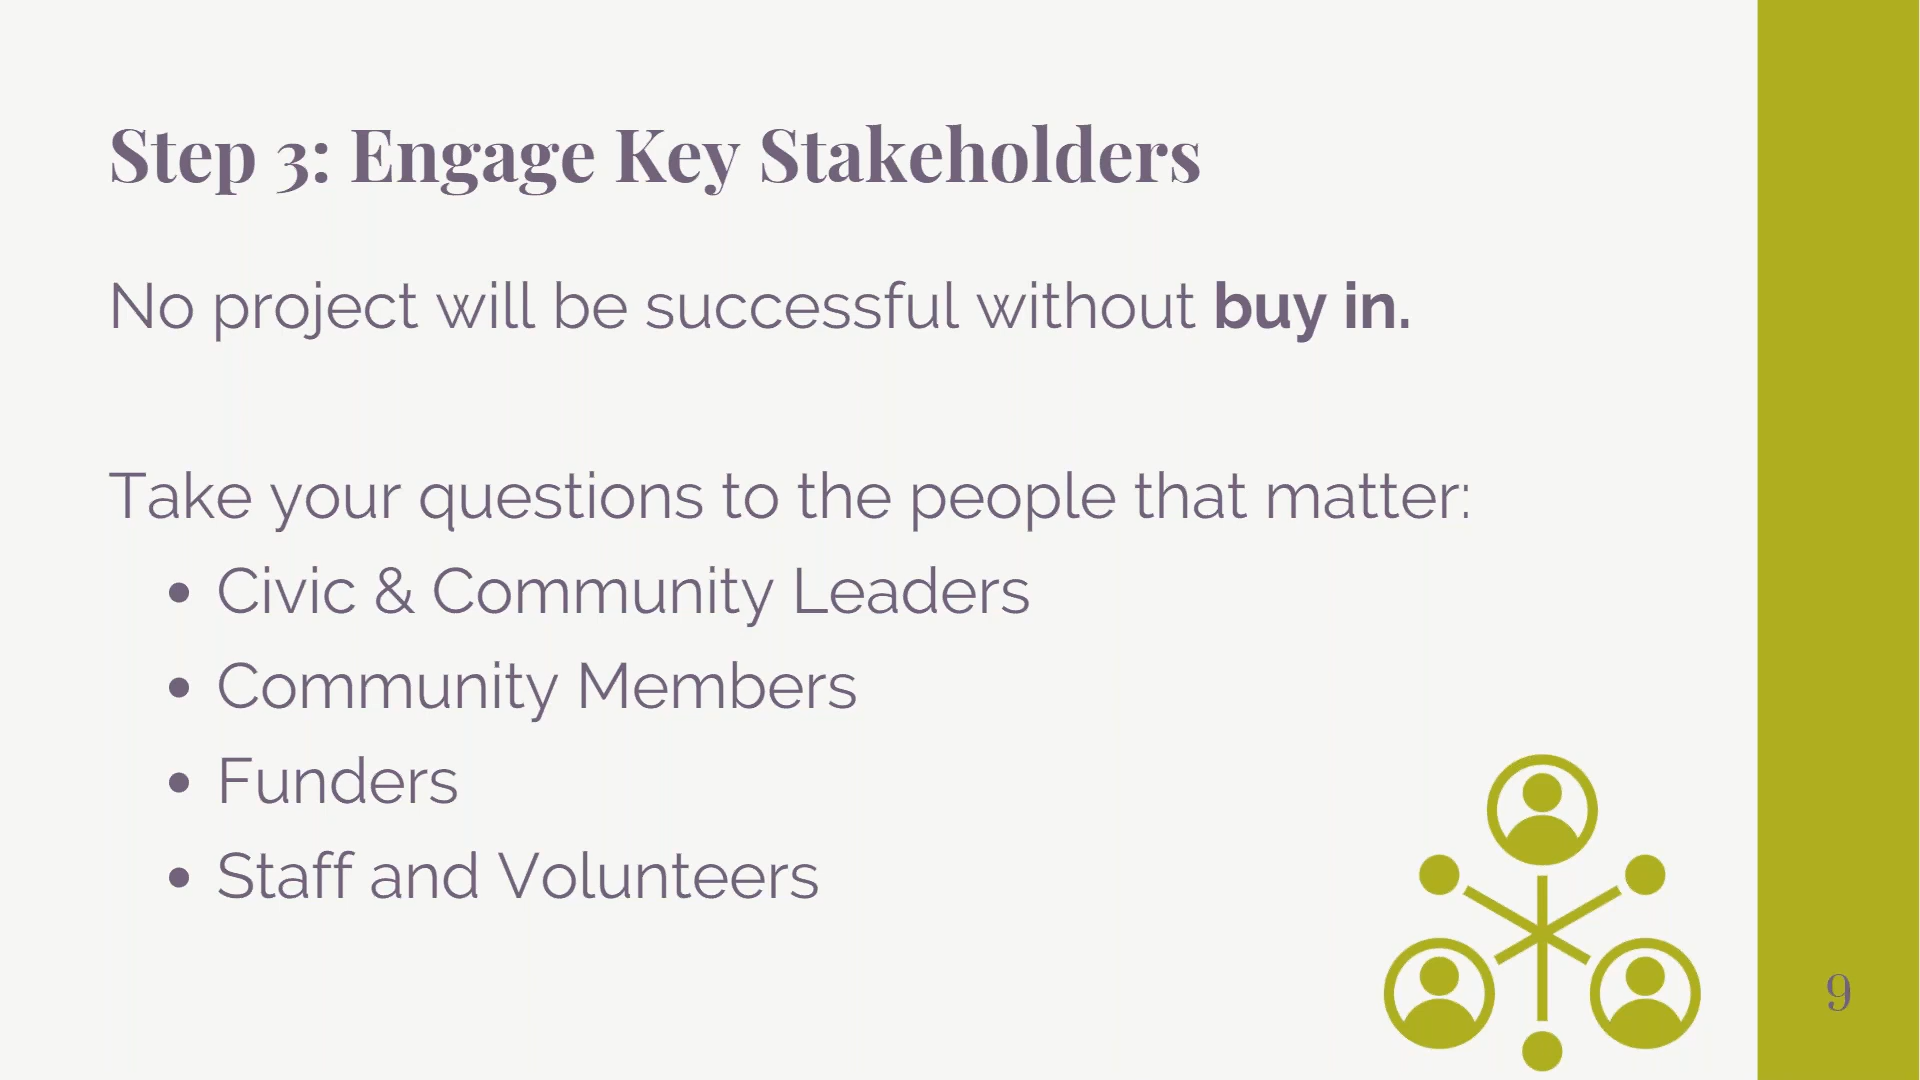 Step 3: Engage Key Stakeholders
No project will be successful without buy in.
Take your questions to the people that matter:
• Civic & Community Leaders
• Community Members
• Funders
• Staff and Volunteers
9